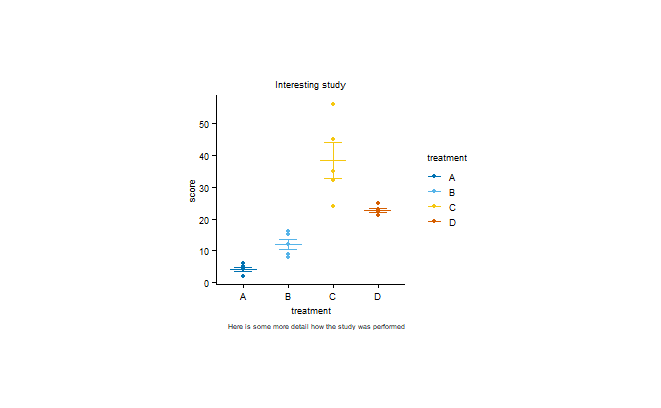 Interesting study
50
40
30
20
10
0
score
A B C D
treatment
Here is some more detail how the study was performed
treatment
A
B
C
D